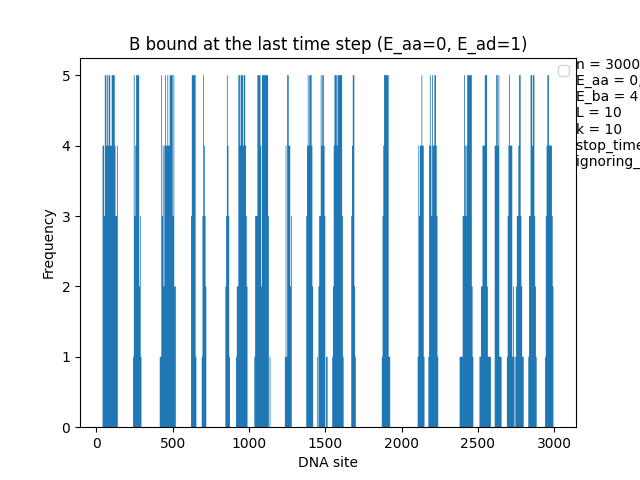 B bound at the last time step (E_aa=0, E_ad=1)
n = 3000
E_aa = 0,
E_ba = 4
L = 10
k = 10
stop_time
ignoring_
Frequency
5
4
3
2
1
0
0 500 1000 1500 2000 2500 3000
DNA site